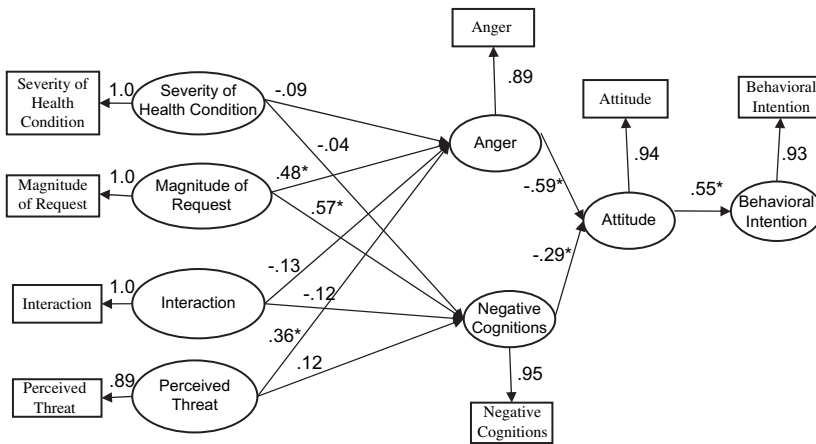 Anger
.89
Severity of
Health
Condition
1.0
Severity of
Health Condition
-.09
Attitude
Behavioral
Intention
-.04
Anger
.94
.93
Magnitude
of Request
1.0
Magnitude of
Request
.48*
.57*
-.59*
Attitude
.55*
Behavioral
Intention
-.29*
Interaction
1.0
Interaction
-.13
-.12
Negative
Cognitions
.36*
.12
Perceived
Threat
.89
Perceived
Threat
.95
Negative
Cognitions